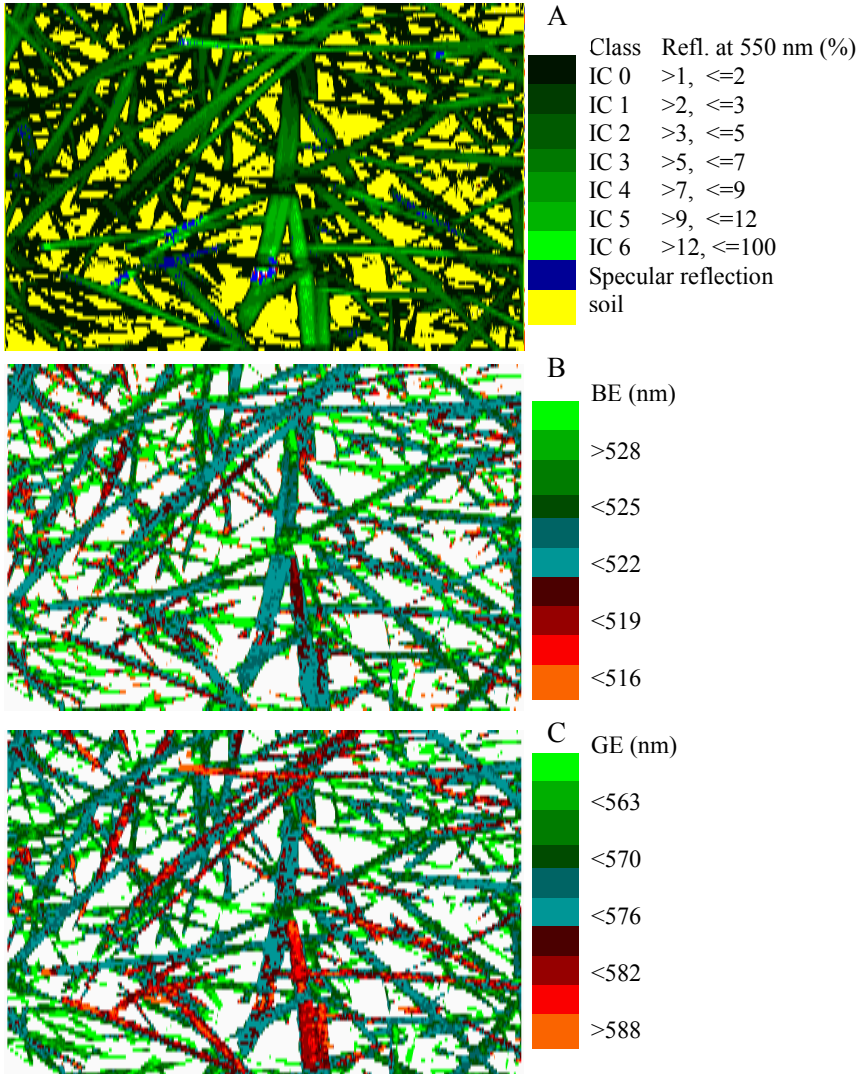 A
Class Refl. at 550 nm (%)
IC 0 >1, <=2
IC 1 >2, <=3
IC 2 >3, <=5
IC 3 >5, <=7
IC 4 >7, <=9
IC 5 >9, <=12
IC 6 >12, <=100
Specular reflection
soil
B
BE (nm)
>528
<525
<522
<519
<516
C
GE (nm)
<563
<570
<576
<582
>588